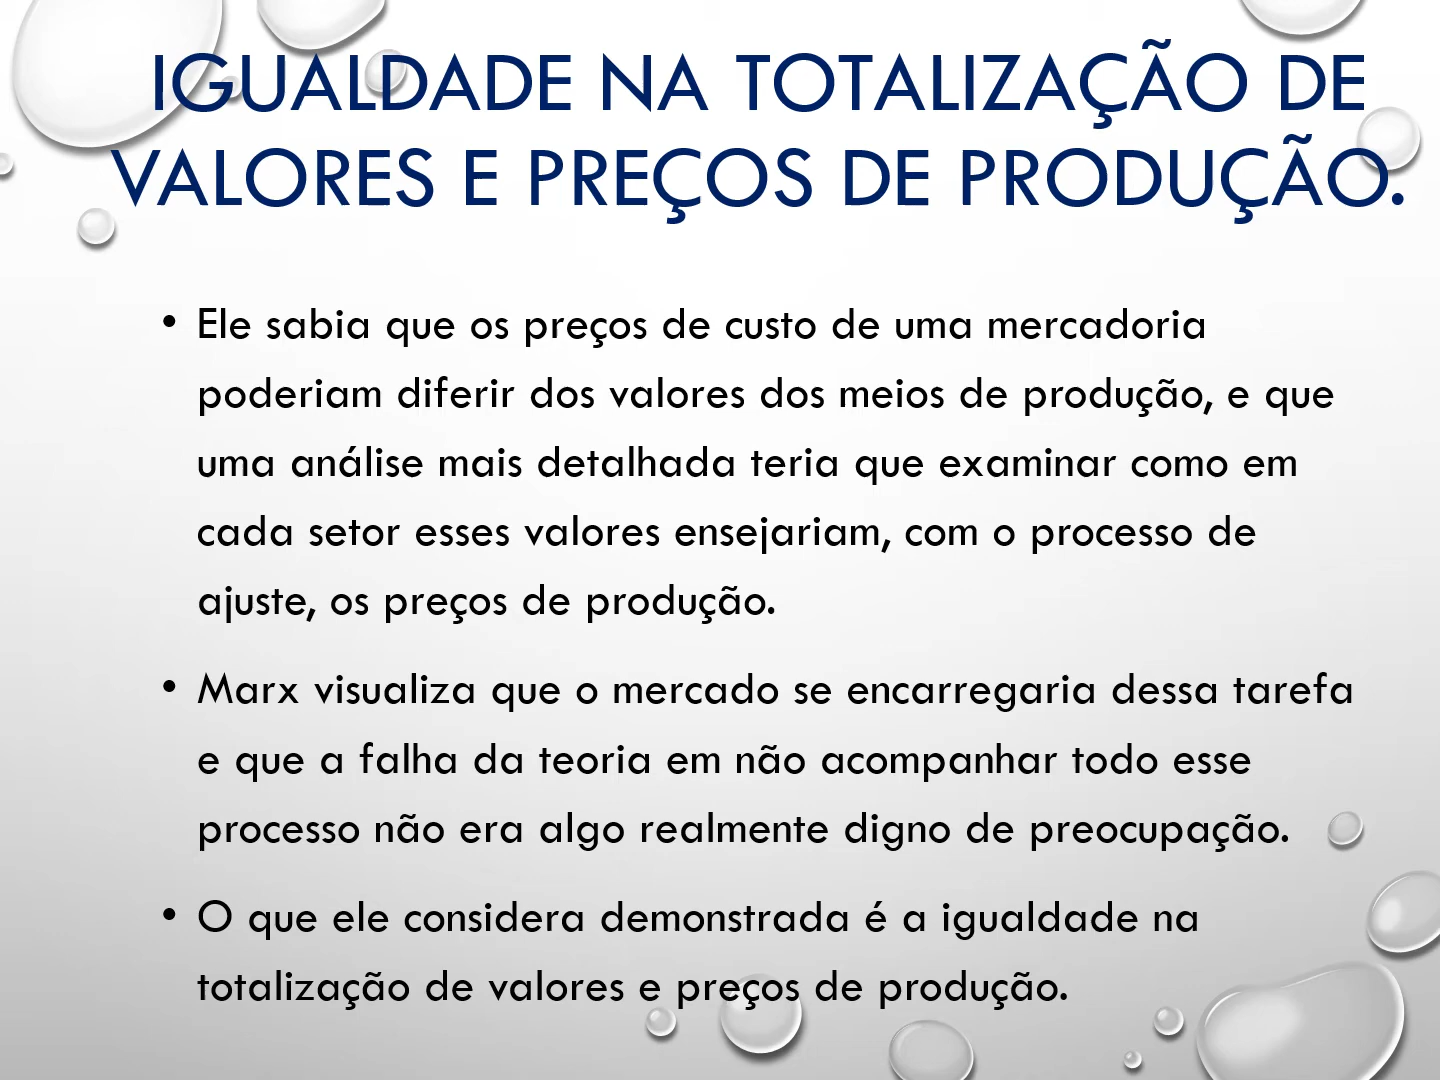 IGUALDADE NA TOTALIZAÇÃO DE
VALORES E PREÇOS DE PRODUÇÃO.
• Ele sabia que os preços de custo de uma mercadoria
poderiam diferir dos valores dos meios de produção, e que
uma análise mais detalhada teria que examinar como em
cada setor esses valores ensejariam, com o processo de
ajuste, os preços de produção.
• Marx visualiza que o mercado se encarregaria dessa tarefa
e que a falha da teoria em não acompanhar todo esse
processo não era algo realmente digno de preocupação.
• O que ele considera demonstrada é a igualdade na
totalização de valores e preços de produção.